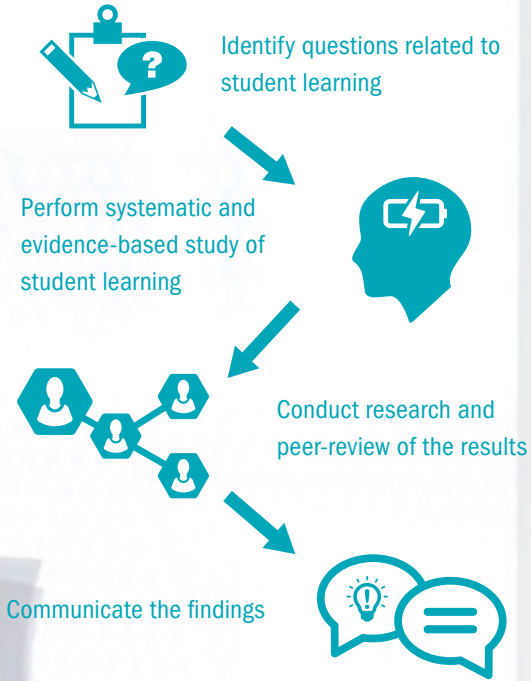 ?
Identify questions related to
student learning
Perform systematic and
evidence-based study of
student learning
Conduct research and
peer-review of the results
Communicate the findings